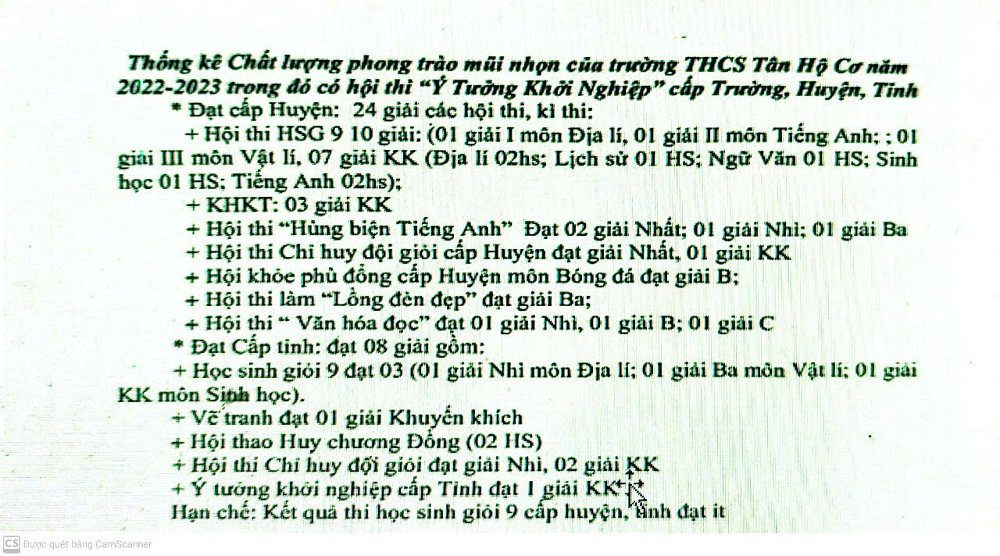 Thống kê Chất lượng phong trào mũi nhọn của trường THCS Tân Hộ Cơ năm
2022-2023 trong đó có hội thi “Ý Tưởng Khởi Nghiệp” cấp Trường, Huyện, Tỉnh
* Đạt cấp Huyện: 24 giải các hội thi, kì thi:
+ Hội thi HSG 9 10 giải: (01 giải I môn Địa lí, 01 giải II môn Tiếng Anh; ; 01
giải III môn Vật lí, 07 giải KK (Địa lí 02hs; Lịch sử 01 HS; Ngữ Văn 01 HS; Sinh
học 01 HS; Tiếng Anh 02hs);
+ KHKT: 03 giải KK
+ Hội thi “Hùng biện Tiếng Anh” Đạt 02 giải Nhất; 01 giải Nhì; 01 giải Ba
+ Hội thi Chỉ huy đội giỏi cấp Huyện đạt giải Nhất, 01 giải KK
+ Hội khỏe phù đổng cấp Huyện môn Bóng đá đạt giải B;
+ Hội thi làm “Lồng đèn đẹp” đạt giải Ba;
+ Hội thi “ Văn hóa đọc” đạt 01 giải Nhì, 01 giải B; 01 giải C
* Đạt Cấp tỉnh: đạt 08 giải gồm:
+ Học sinh giỏi 9 đạt 03 (01 giải Nhì môn Địa lí; 01 giải Ba môn Vật lí; 01 giải
KK môn Sinh học).
+ Vẽ tranh đạt 01 giải Khuyến khích
+ Hội thao Huy chương Đồng (02 HS)
+ Hội thi Chỉ huy đội giỏi đạt giải Nhì, 02 giải KK
+ Ý tưởng khởi nghiệp cấp Tỉnh đạt 1 giải KK
Hạn chế: Kết quả thi học sinh giỏi 9 cấp huyện, tỉnh đạt ít
CS Được quét bằng CamScanner